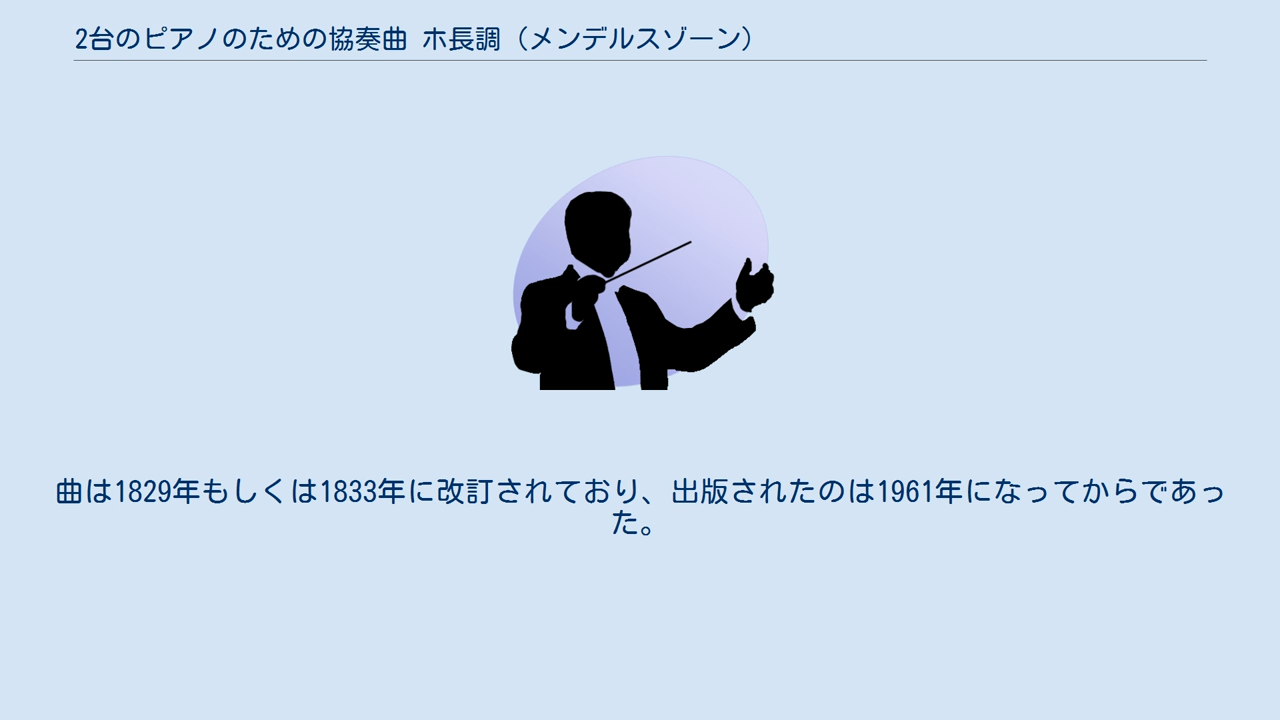 2台のピアノのための協奏曲 ホ長調（メンデルスゾーン）
曲は1829年もしくは1833年に改訂されており、出版されたのは1961年になってからであっ
た。